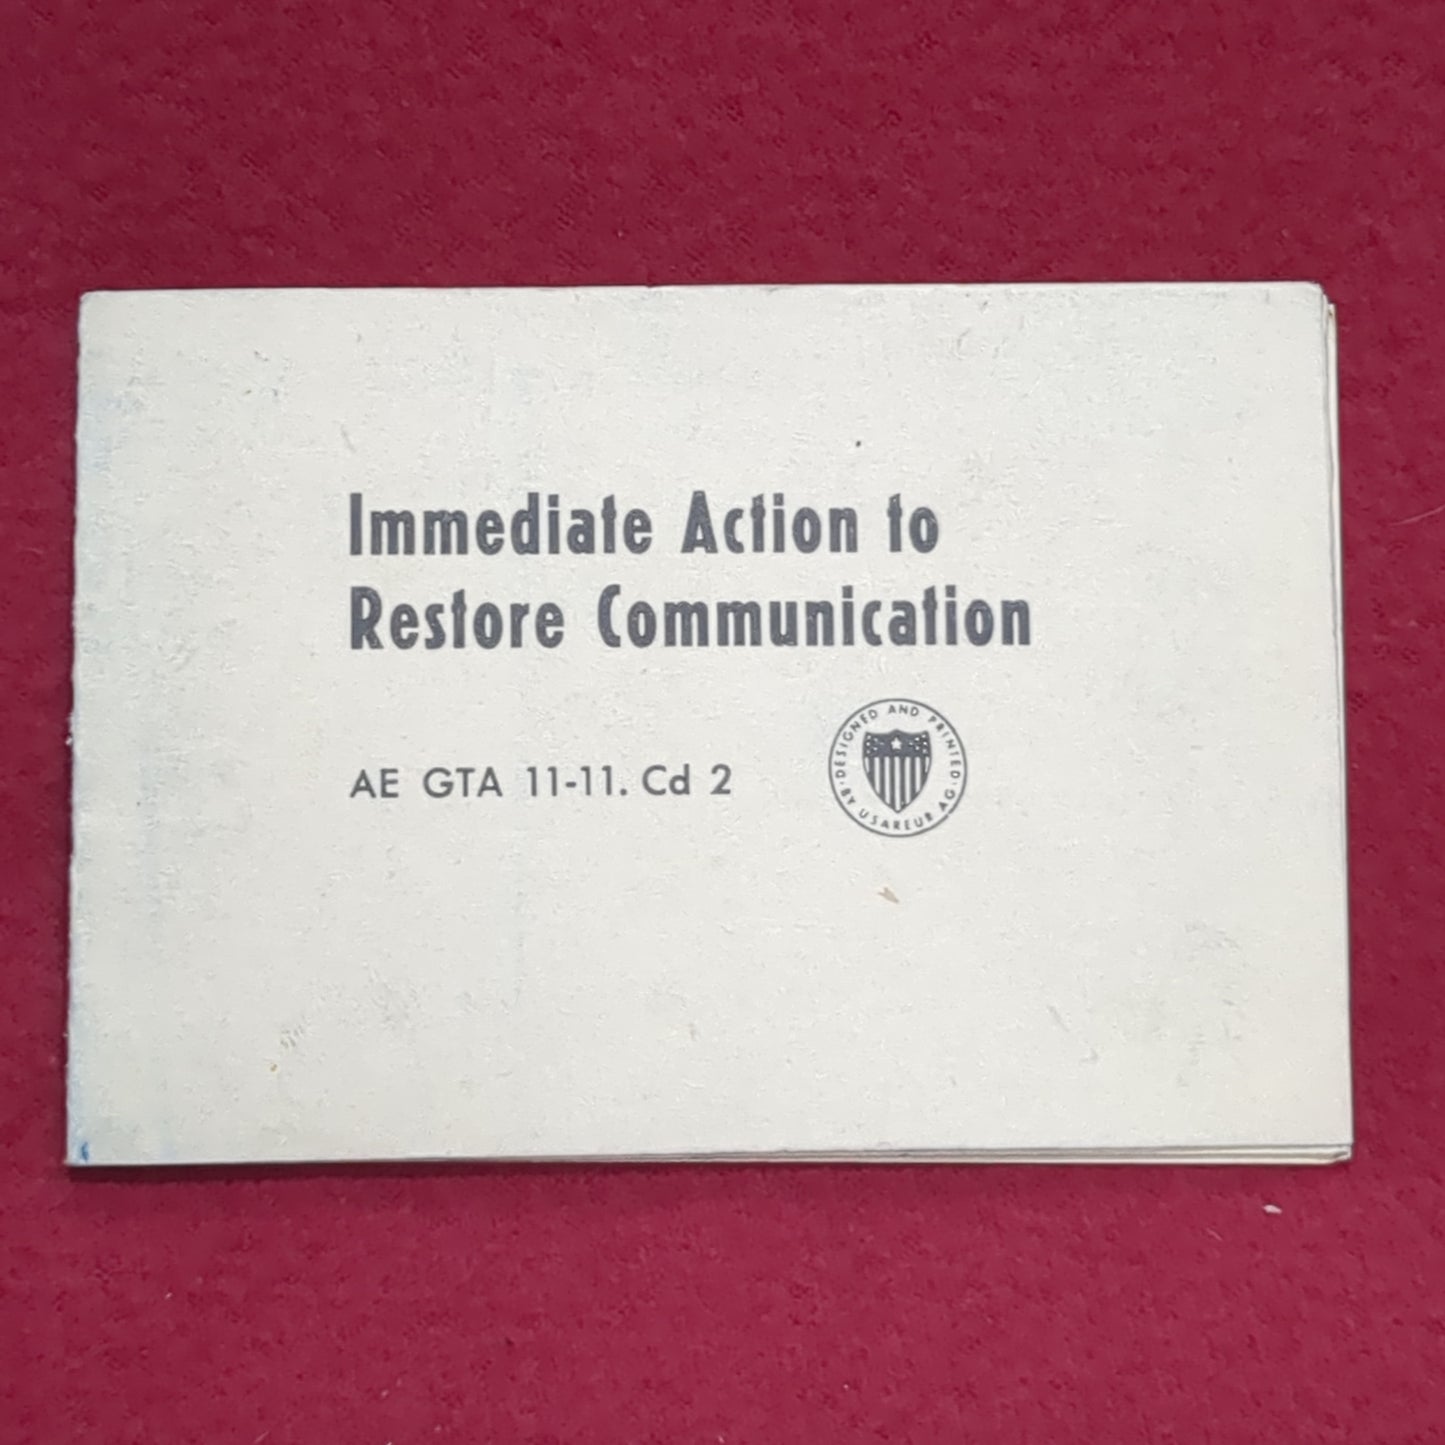 Immediate Action to
Restore Communication
AE GTA 11-11. Cd 2
DESIGNED AND PRINTED
· BY USAREUR AG ·